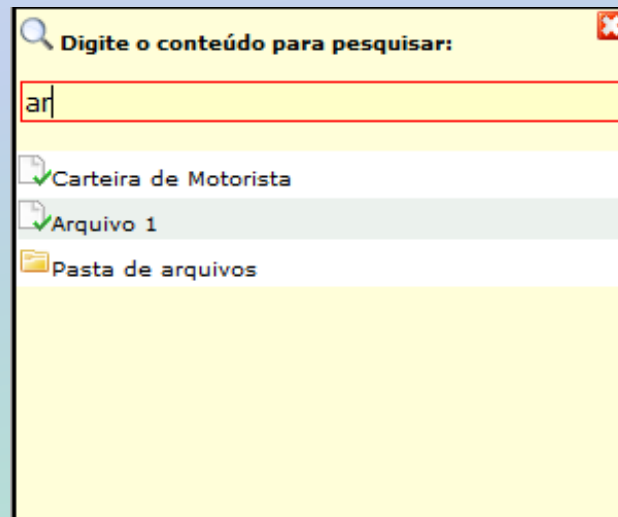 Digite o conteúdo para pesquisar:
ar
Carteira de Motorista
Arquivo 1
Pasta de arquivos